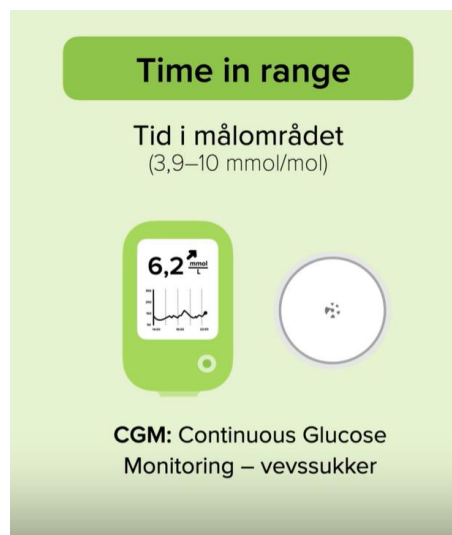 Time in range
Tid i målområdet
(3,9–10 mmol/mol)
6,2 mmol
L
CGM: Continuous Glucose
Monitoring – vevssukker